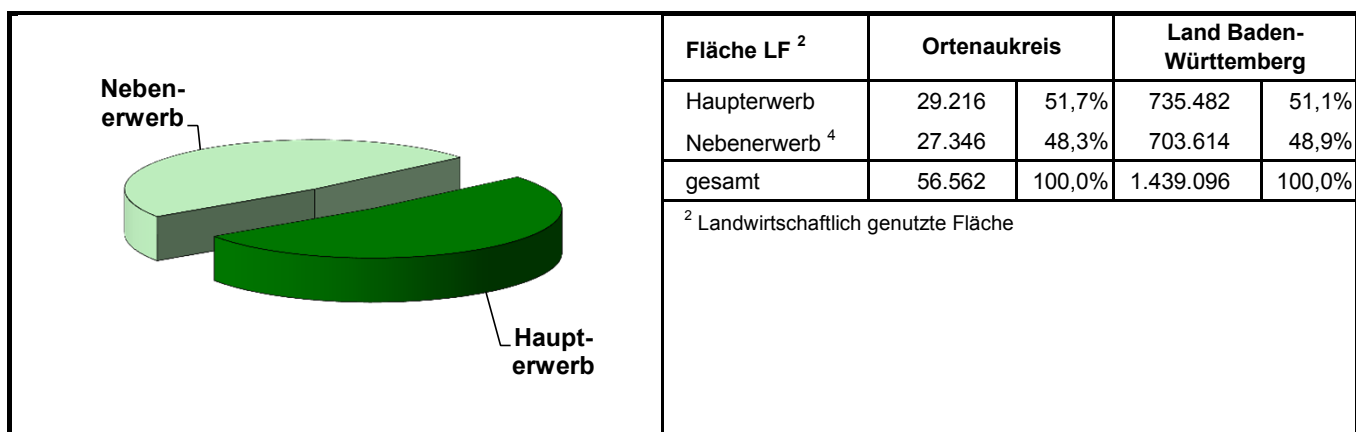 Neben-
erwerb
Haupt-
erwerb
Fläche LF ² Ortenaukreis Land Baden-
Württemberg
Haupterwerb 29.216 51,7% 735.482 51,1%
Nebenerwerb ⁴ 27.346 48,3% 703.614 48,9%
gesamt 56.562 100,0% 1.439.096 100,0%
² Landwirtschaftlich genutzte Fläche